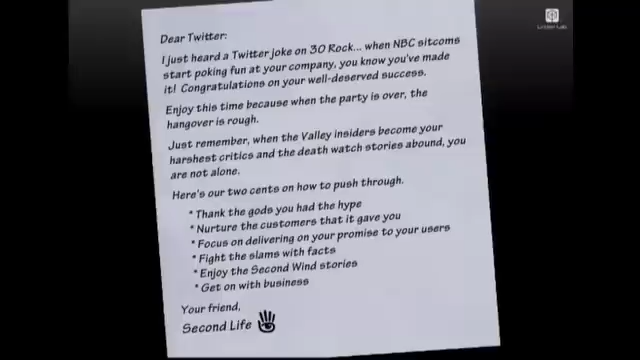 Dear Twitter:
I just heard a Twitter joke on 30 Rock... when NBC sitcoms
start poking fun at your company, you know you've made
it! Congratulations on your well-deserved success.
Enjoy this time because when the party is over, the
hangover is rough.
Just remember, when the Valley insiders become your
harshest critics and the death watch stories abound, you
are not alone.
Here's our two cents on how to push through.
* Thank the gods you had the hype
* Nurture the customers that it gave you
* Focus on delivering on your promise to your users
* Fight the slams with facts
* Enjoy the Second Wind stories
* Get on with business
Your friend,
Second Life